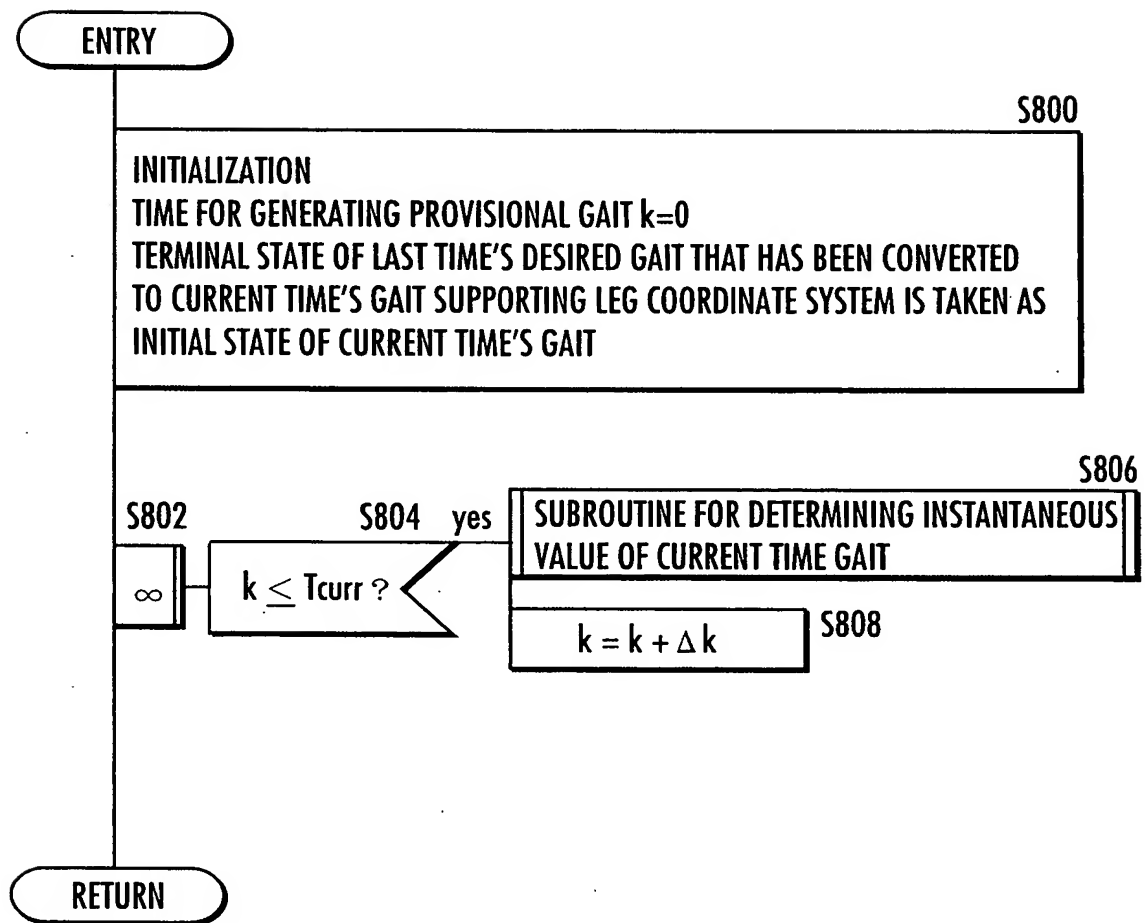 ENTRY
S800
INITIALIZATION
TIME FOR GENERATING PROVISIONAL GAIT k=0
TERMINAL STATE OF LAST TIME'S DESIRED GAIT THAT HAS BEEN CONVERTED
TO CURRENT TIME'S GAIT SUPPORTING LEG COORDINATE SYSTEM IS TAKEN AS
INITIAL STATE OF CURRENT TIME'S GAIT
S802
∞
S804
k ≤ Tcurr ?
yes
S806
SUBROUTINE FOR DETERMINING INSTANTANEOUS
VALUE OF CURRENT TIME GAIT
k = k + Δ k
S808
RETURN